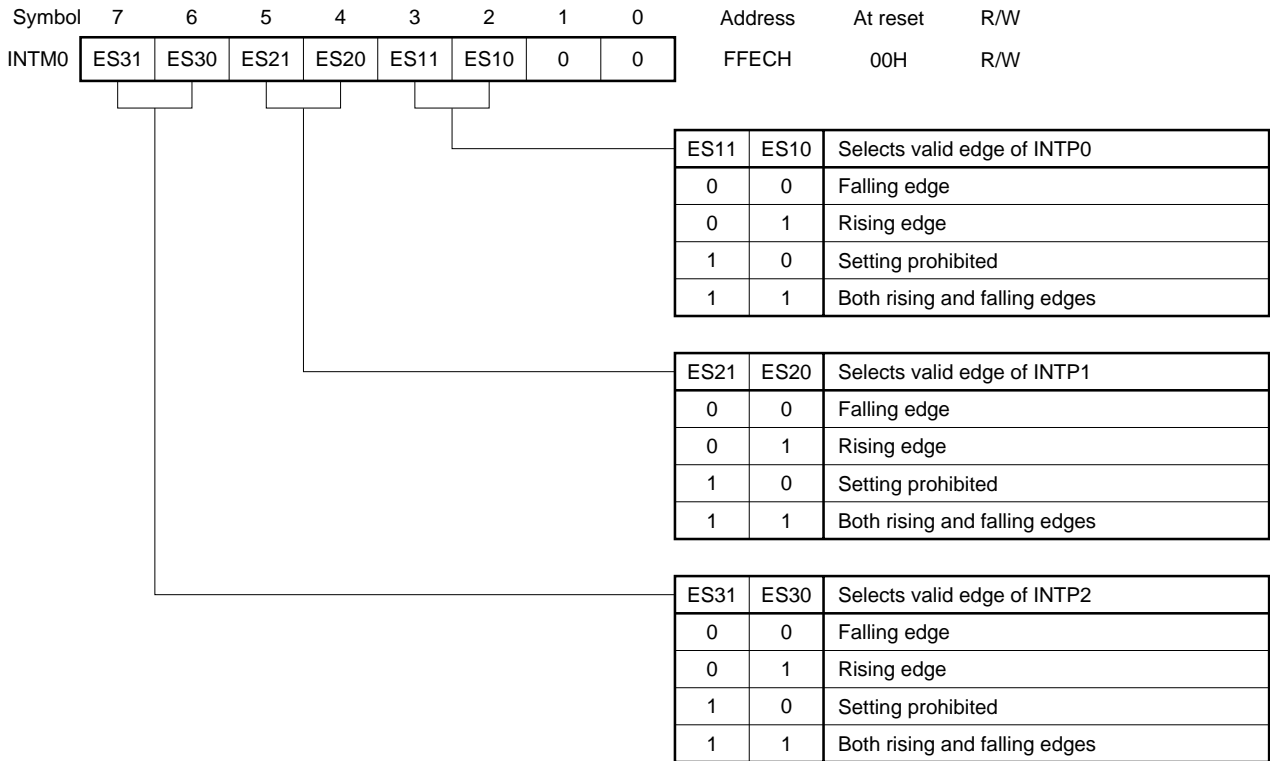 Symbol 7 6 5 4 3 2 1 0 Address At reset R/W
INTM0 ES31 ES30 ES21 ES20 ES11 ES10 0 0 FFECH 00H R/W
ES11 ES10 Selects valid edge of INTP0
0 0 Falling edge
0 1 Rising edge
1 0 Setting prohibited
1 1 Both rising and falling edges
ES21 ES20 Selects valid edge of INTP1
0 0 Falling edge
0 1 Rising edge
1 0 Setting prohibited
1 1 Both rising and falling edges
ES31 ES30 Selects valid edge of INTP2
0 0 Falling edge
0 1 Rising edge
1 0 Setting prohibited
1 1 Both rising and falling edges